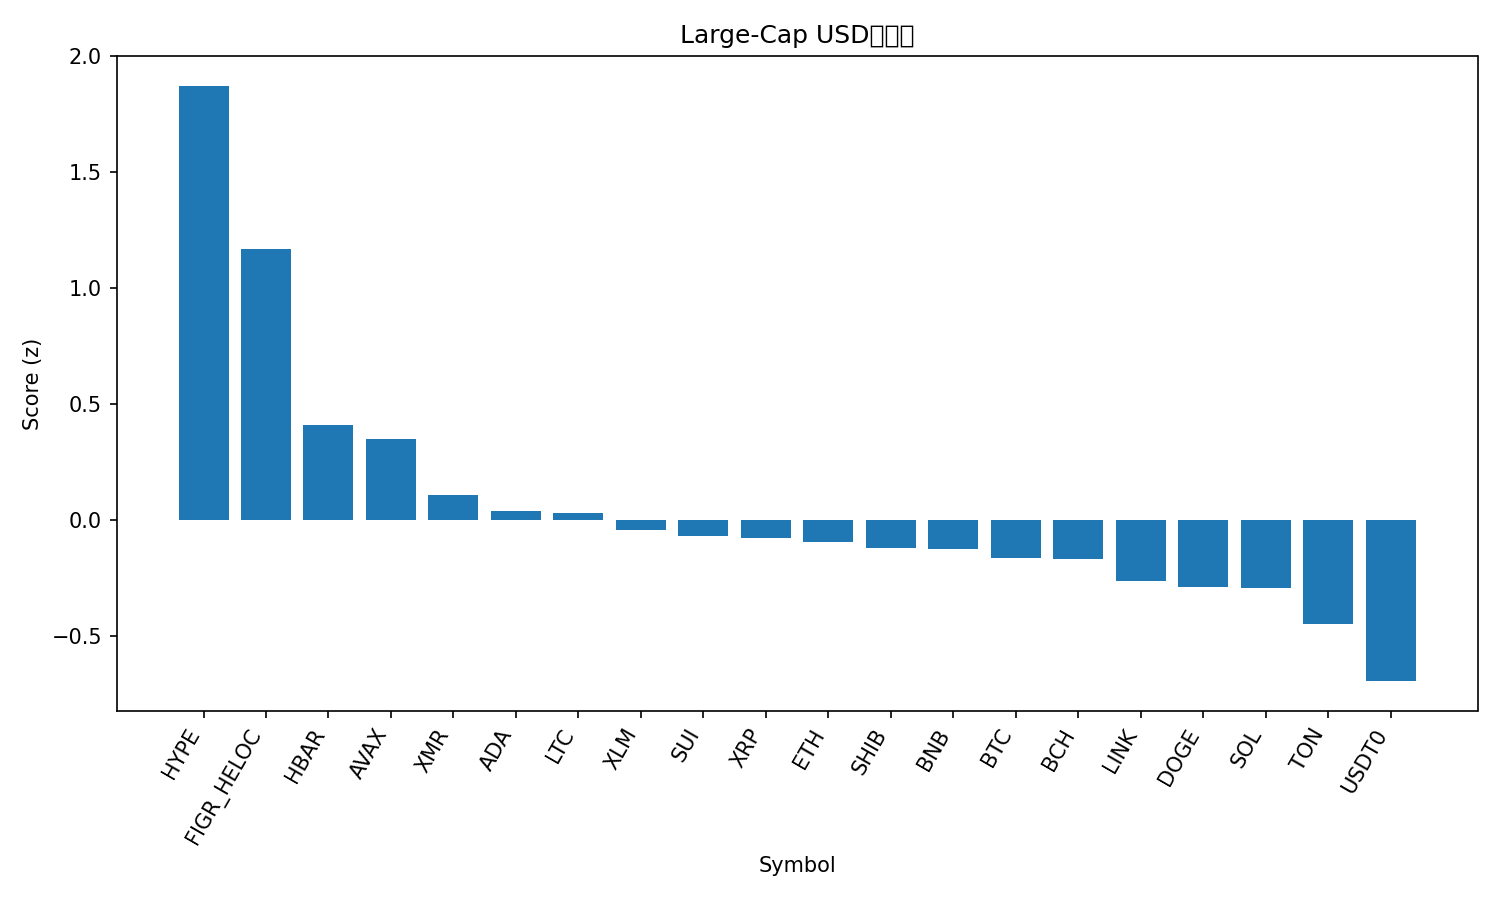 Large-Cap USD
2.0
1.5
1.0
0.5
0.0
−0.5
Score (z)
HYPE
FIGR_HELOC
HBAR
AVAX
XMR
ADA
LTC
XLM
SUI
XRP
ETH
SHIB
BNB
BTC
BCH
LINK
DOGE
SOL
TON
USDT0
Symbol